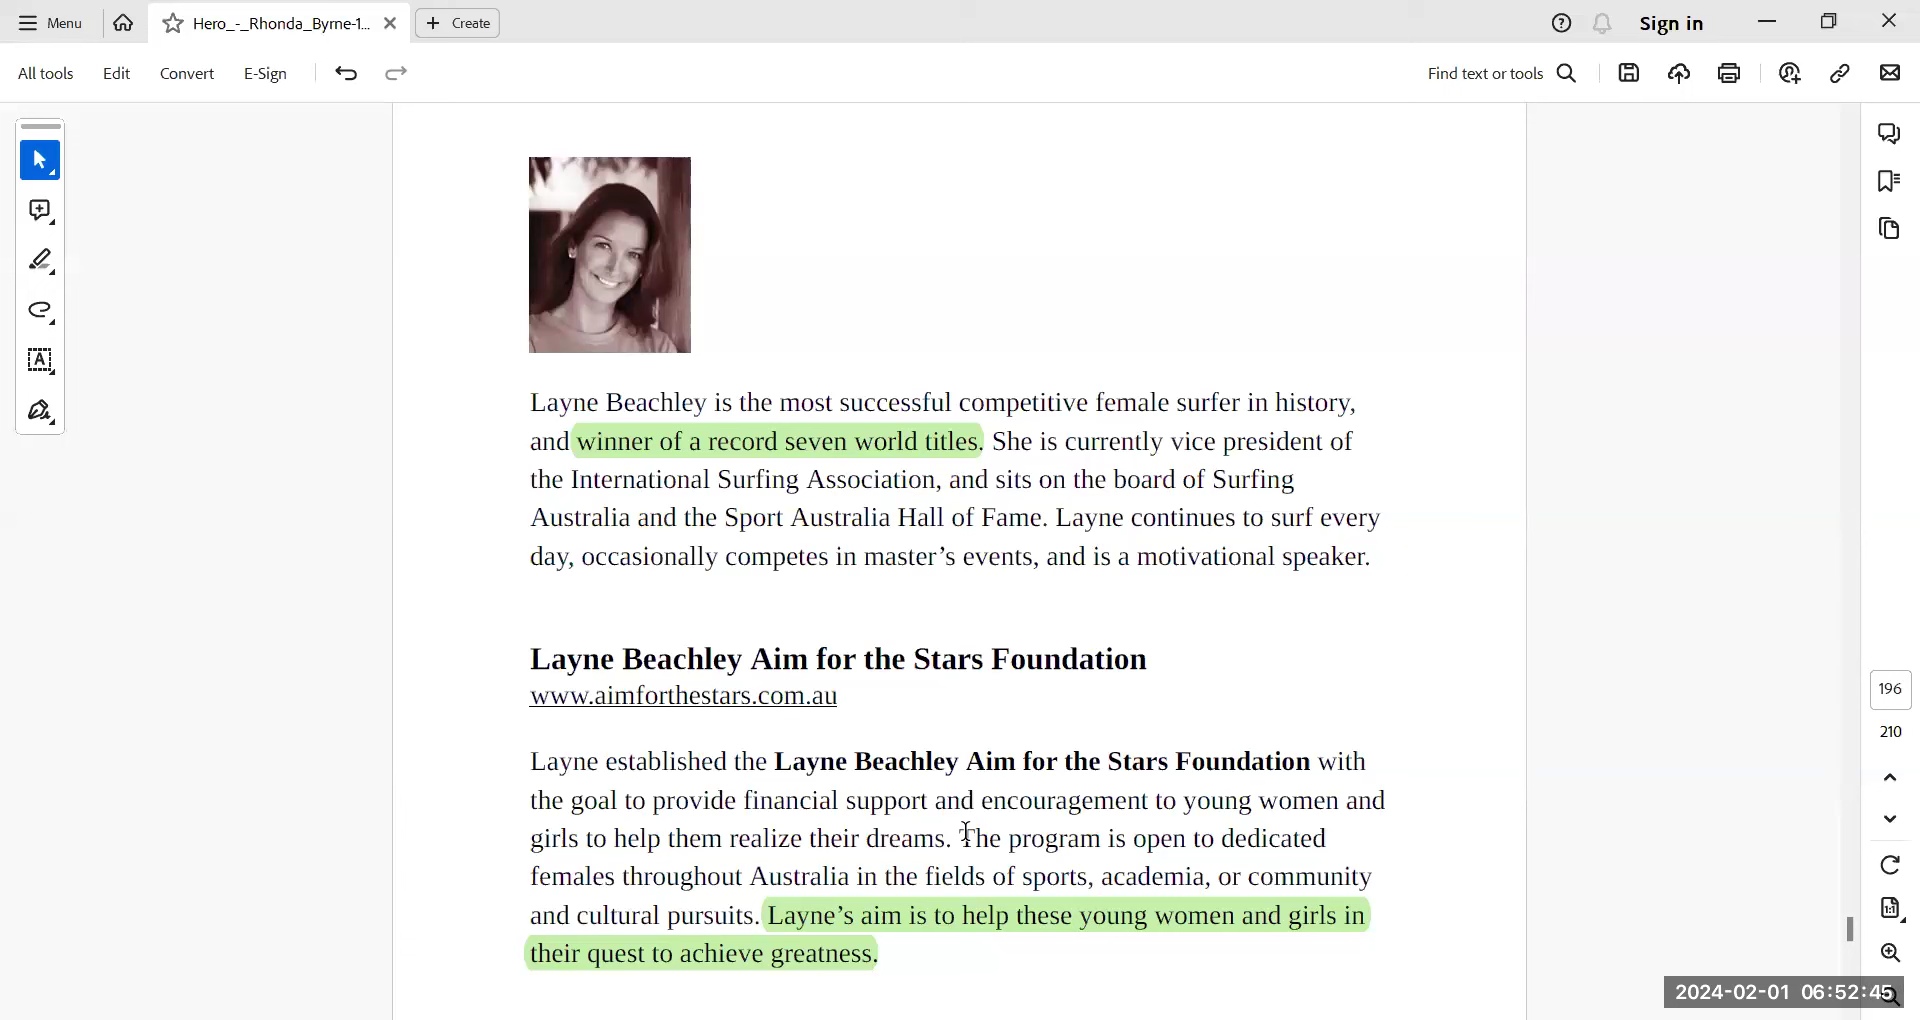 Menu
Hero_-_Rhonda_Byrne-1...
Create
Sign in
All tools
Edit
Convert
E-Sign
Find text or tools
Layne Beachley is the most successful competitive female surfer in history,
and winner of a record seven world titles. She is currently vice president of
the International Surfing Association, and sits on the board of Surfing
Australia and the Sport Australia Hall of Fame. Layne continues to surf every
day, occasionally competes in master’s events, and is a motivational speaker.
Layne Beachley Aim for the Stars Foundation
www.aimforthestars.com.au
Layne established the Layne Beachley Aim for the Stars Foundation with
the goal to provide financial support and encouragement to young women and
girls to help them realize their dreams. The program is open to dedicated
females throughout Australia in the fields of sports, academia, or community
and cultural pursuits. Layne’s aim is to help these young women and girls in
their quest to achieve greatness.
196
210
2024-02-01 06:52:45